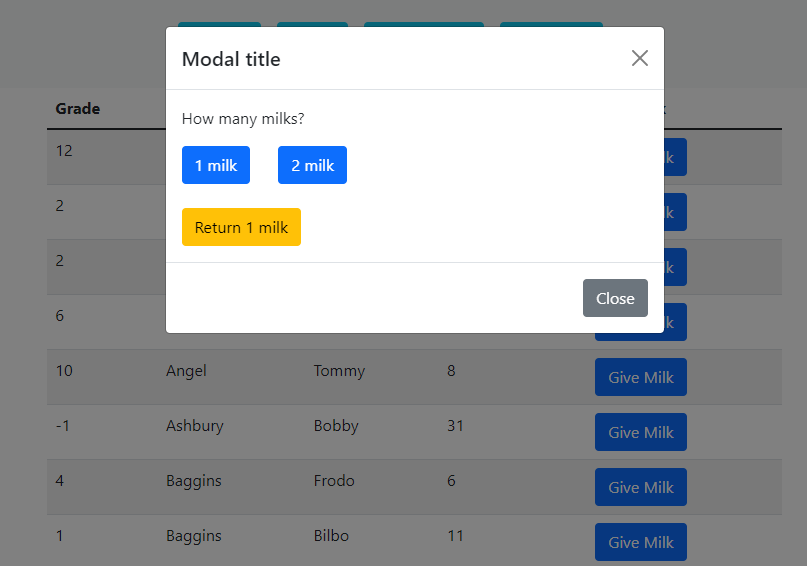 Modal title
How many milks?
1 milk 2 milk
Return 1 milk
Close
Grade
12
2
2
6
10 Angel Tommy 8 Give Milk
-1 Ashbury Bobby 31 Give Milk
4 Baggins Frodo 6 Give Milk
1 Baggins Bilbo 11 Give Milk